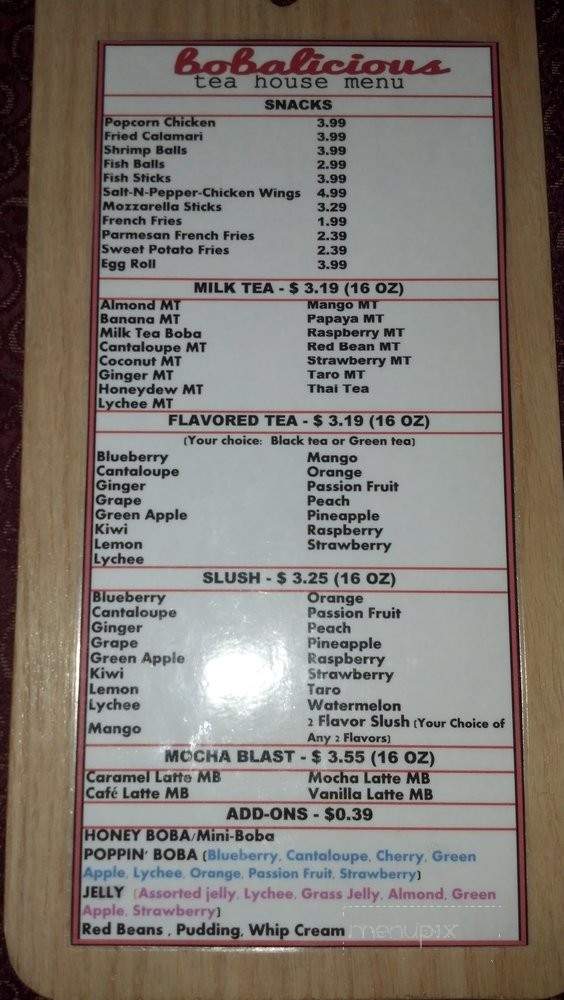 bobalicious
tea house menu
SNACKS
Popcorn Chicken 3.99
Fried Calamari 3.99
Shrimp Balls 3.99
Fish Balls 2.99
Fish Sticks 3.99
Salt-N-Pepper-Chicken Wings 4.99
Mozzarella Sticks 3.29
French Fries 1.99
Parmesan French Fries 2.39
Sweet Potato Fries 2.39
Egg Roll 3.99
MILK TEA - $ 3.19 (16 OZ)
Almond MT Mango MT
Banana MT Papaya MT
Milk Tea Boba Raspberry MT
Cantaloupe MT Red Bean MT
Coconut MT Strawberry MT
Ginger MT Taro MT
Honeydew MT Thai Tea
Lychee MT
FLAVORED TEA - $ 3.19 (16 OZ)
(Your choice: Black tea or Green tea)
Blueberry Mango
Cantaloupe Orange
Ginger Passion Fruit
Grape Peach
Green Apple Pineapple
Kiwi Raspberry
Lemon Strawberry
Lychee
SLUSH - $ 3.25 (16 OZ)
Blueberry Orange
Cantaloupe Passion Fruit
Ginger Peach
Grape Pineapple
Green Apple Raspberry
Kiwi Strawberry
Lemon Taro
Lychee Watermelon
Mango 2 Flavor Slush (Your Choice of
Any 2 Flavors)
MOCHA BLAST - $ 3.55 (16 OZ)
Caramel Latte MB Mocha Latte MB
Café Latte MB Vanilla Latte MB
ADD-ONS - $0.39
HONEY BOBA/Mini-Boba
POPPIN' BOBA (Blueberry, Cantaloupe, Cherry, Green
Apple, Lychee, Orange, Passion Fruit, Strawberry)
JELLY (Assorted jelly, Lychee, Grass Jelly, Almond, Green
Apple, Strawberry)
Red Beans , Pudding, Whip Cream
menupix